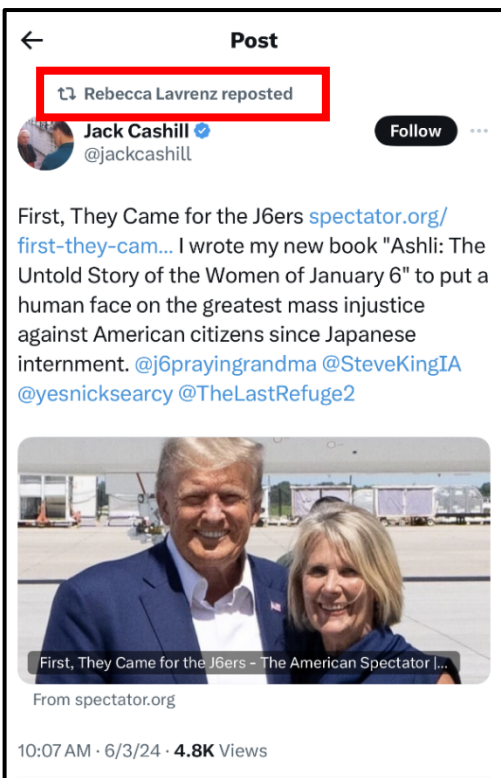 Post
Rebecca Lavrenz reposted
Jack Cashill
Follow
@jackcashill
First, They Came for the J6ers spectator.org/
first-they-cam... I wrote my new book "Ashli: The
Untold Story of the Women of January 6" to put a
human face on the greatest mass injustice
against American citizens since Japanese
internment. @j6prayingrandma @SteveKingIA
@yesnicksearcy @TheLastRefuge2
First, They Came for the J6ers - The American Spectator |...
From spectator.org
10:07 AM · 6/3/24 · 4.8K Views